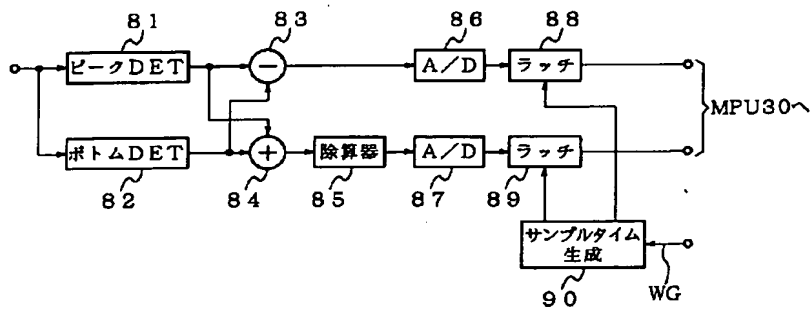 81 83 86 88
ピークDET − A/D ラッチ
MPU30へ
ボトムDET + 除算器 A/D ラッチ
82 84 85 87 89
サンプルタイム
生成
90 WG